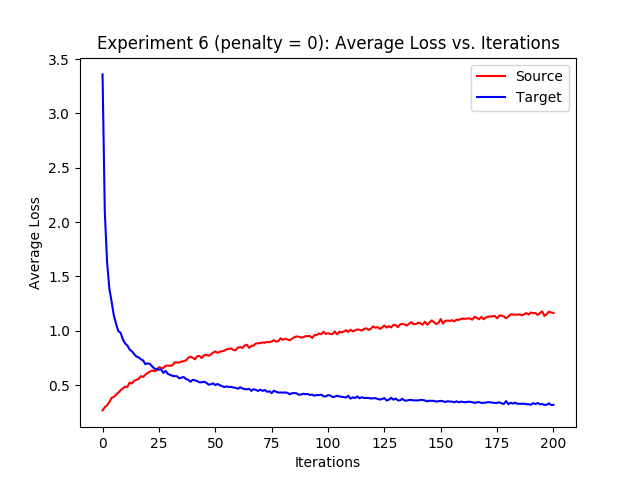 Experiment 6 (penalty = 0): Average Loss vs. Iterations
Source
Target
Average Loss
3.5
3.0
2.5
2.0
1.5
1.0
0.5
0 25 50 75 100 125 150 175 200
Iterations